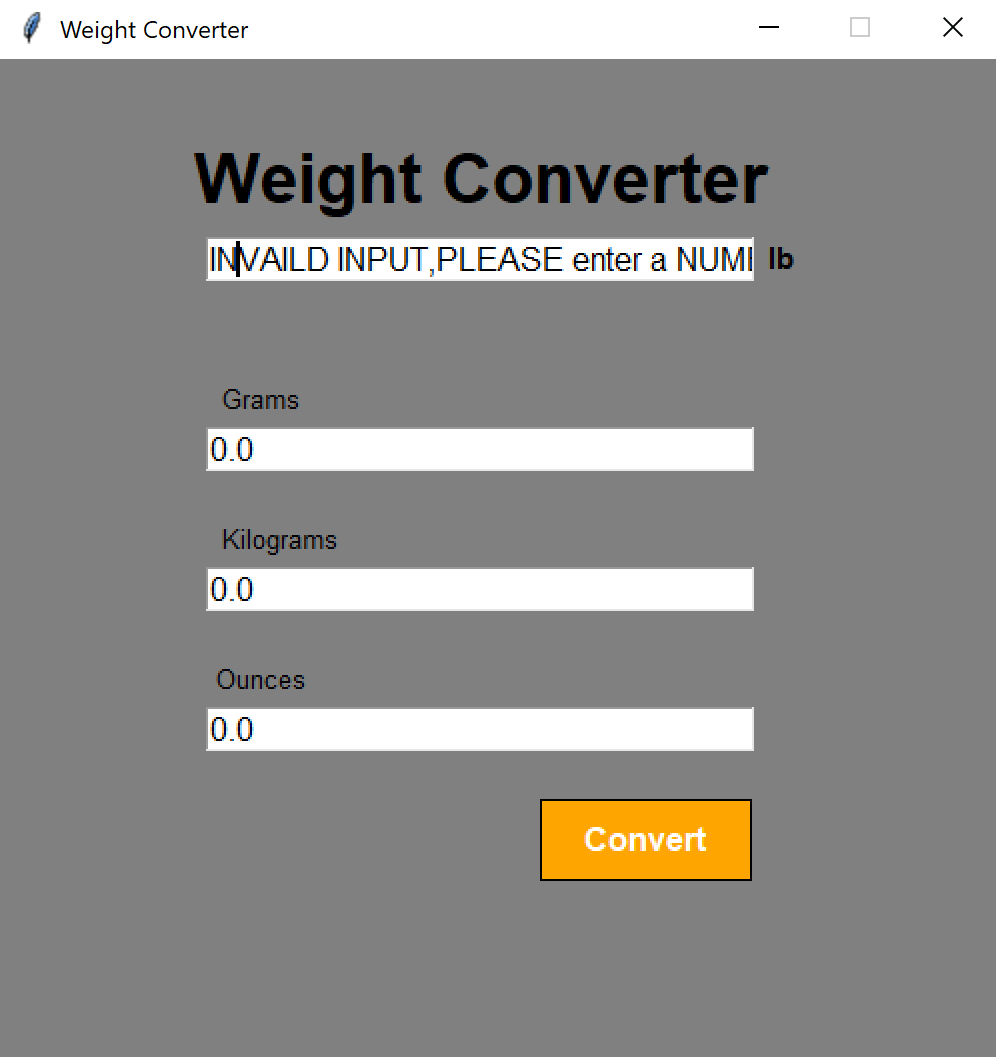 Weight Converter
Weight Converter
INVAILD INPUT,PLEASE enter a lb
Grams
0.0
Kilograms
0.0
Ounces
0.0
Convert